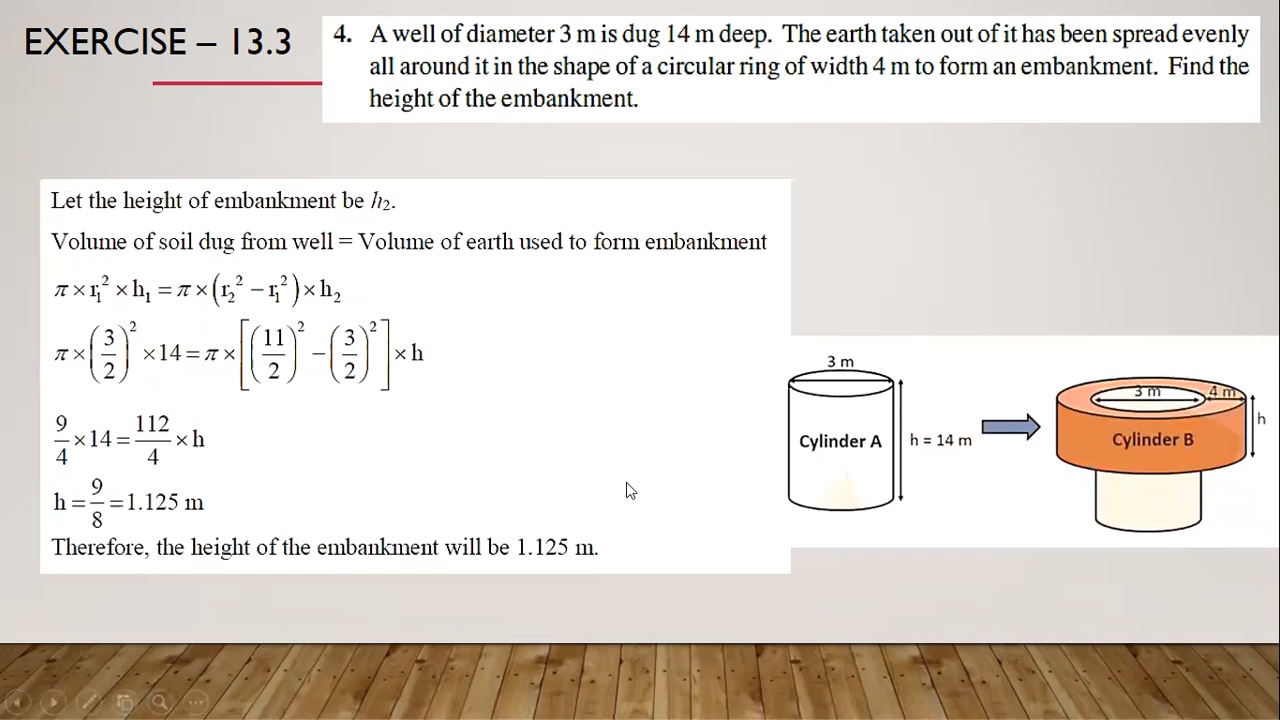 EXERCISE – 13.3
4. A well of diameter 3 m is dug 14 m deep. The earth taken out of it has been spread evenly
all around it in the shape of a circular ring of width 4 m to form an embankment. Find the
height of the embankment.
Let the height of embankment be h₂.
Volume of soil dug from well = Volume of earth used to form embankment
π × r₁² × h₁ = π × (r₂² − r₁²) × h₂
π × (3/2)² × 14 = π × [(11/2)² − (3/2)²] × h
9/4 × 14 = 112/4 × h
h = 9/8 = 1.125 m
Therefore, the height of the embankment will be 1.125 m.
3 m
Cylinder A
h = 14 m
3 m
4 m
h
Cylinder B